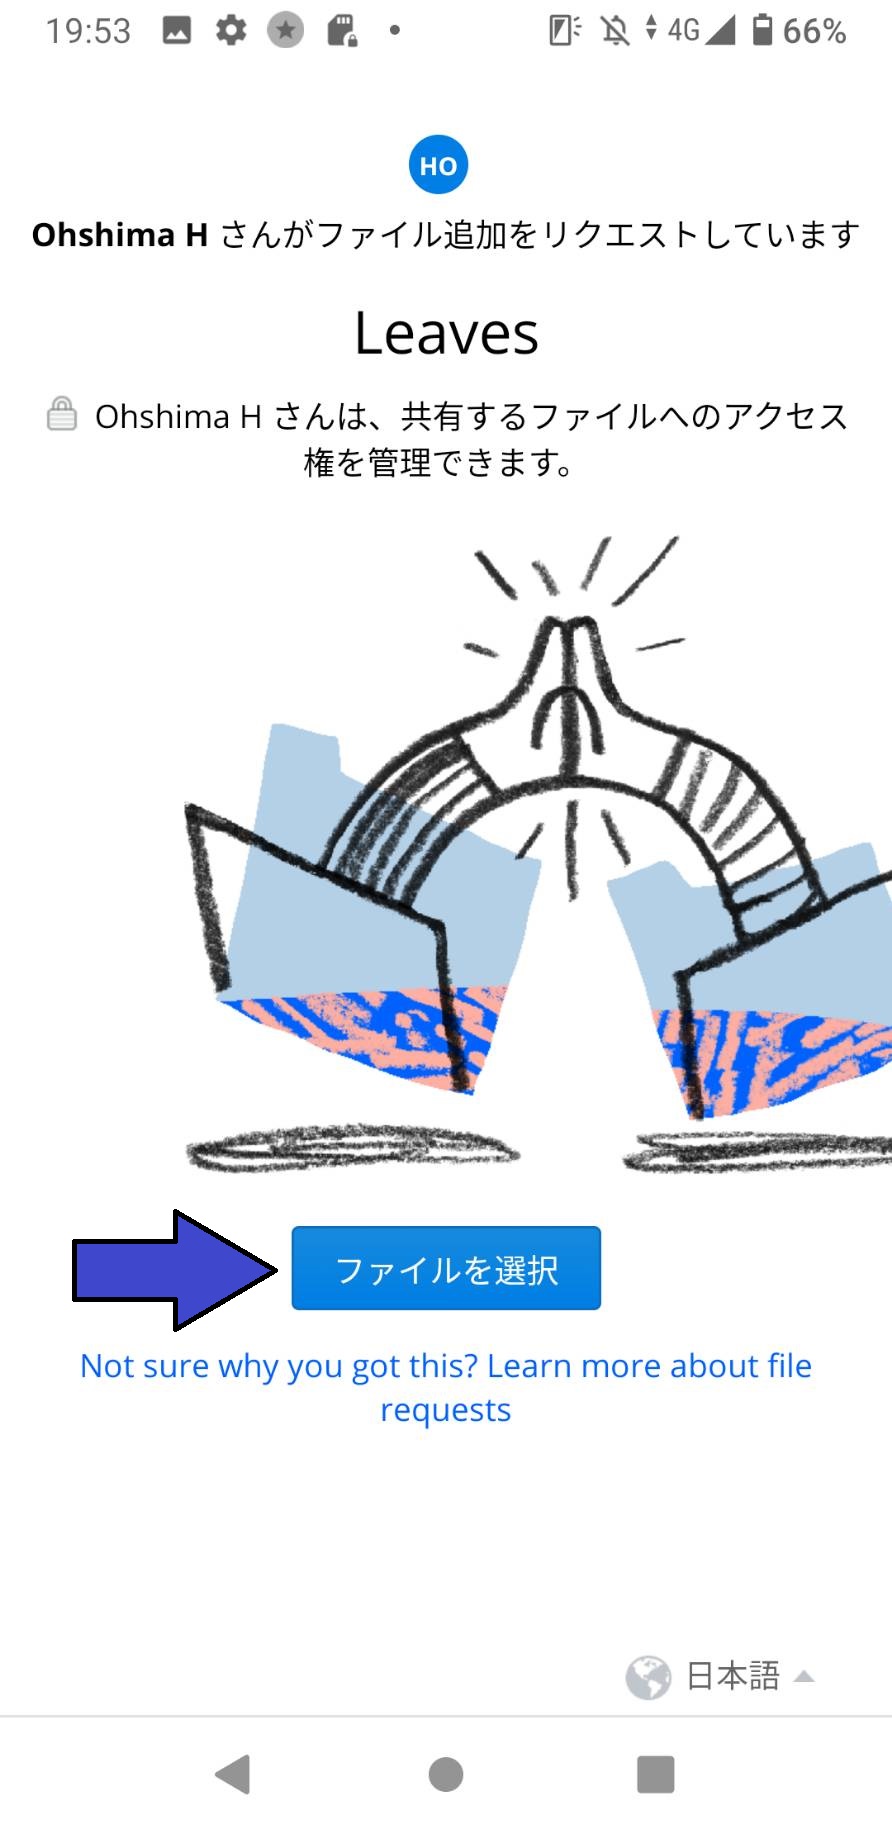 19:53 4G 66%
HO
Ohshima H さんがファイル追加をリクエストしています
Leaves
Ohshima H さんは、共有するファイルへのアクセス
権を管理できます。
ファイルを選択
Not sure why you got this? Learn more about file
requests
日本語